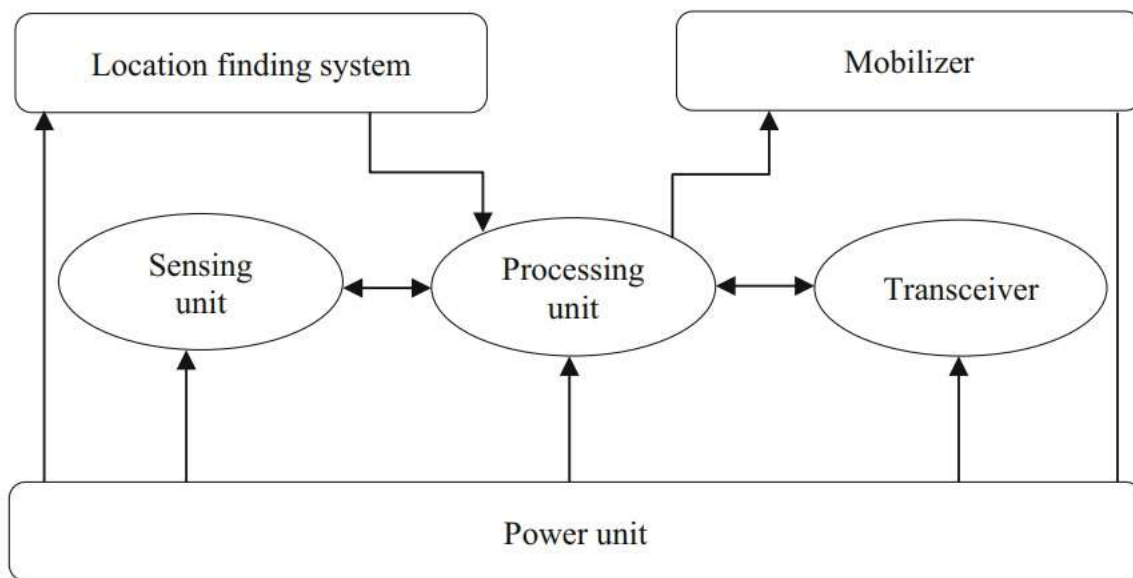 Location finding system
Mobilizer
Sensing
unit
Processing
unit
Transceiver
Power unit